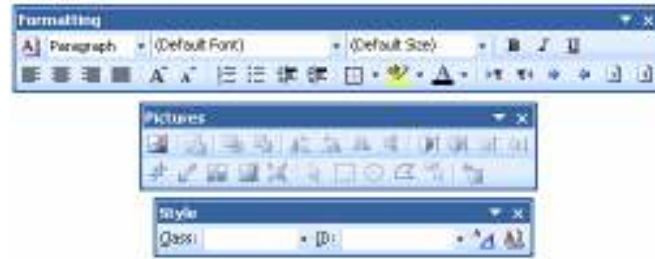 Formatting
Paragraph (Default Font) (Default Size) B I U
Pictures
Style
Class: ID: